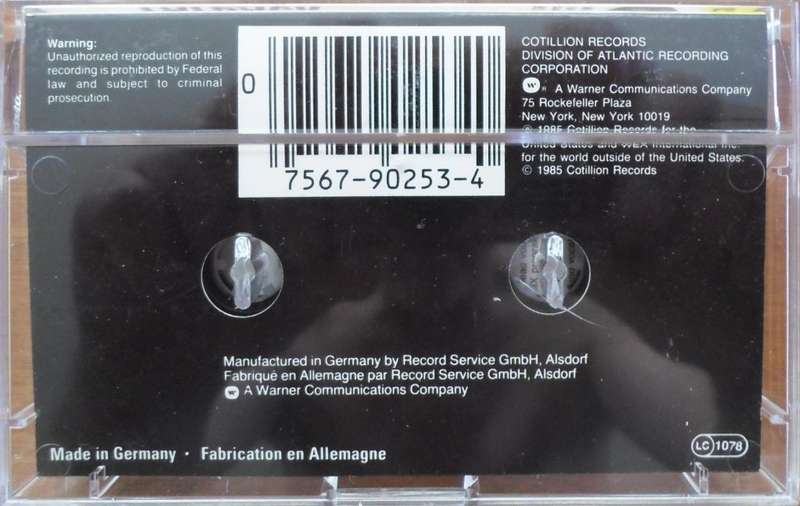 Warning:
Unauthorized reproduction of this
recording is prohibited by Federal
law and subject to criminal
prosecution.
0
7567-90253-4
COTILLION RECORDS
DIVISION OF ATLANTIC RECORDING
CORPORATION
A Warner Communications Company
75 Rockefeller Plaza
New York, New York 10019
℗ 1985 Cotillion Records for the
United States and WEA International Inc.
for the world outside of the United States.
© 1985 Cotillion Records
Manufactured in Germany by Record Service GmbH, Alsdorf
Fabriqué en Allemagne par Record Service GmbH, Alsdorf
A Warner Communications Company
Made in Germany · Fabrication en Allemagne
LC 1078